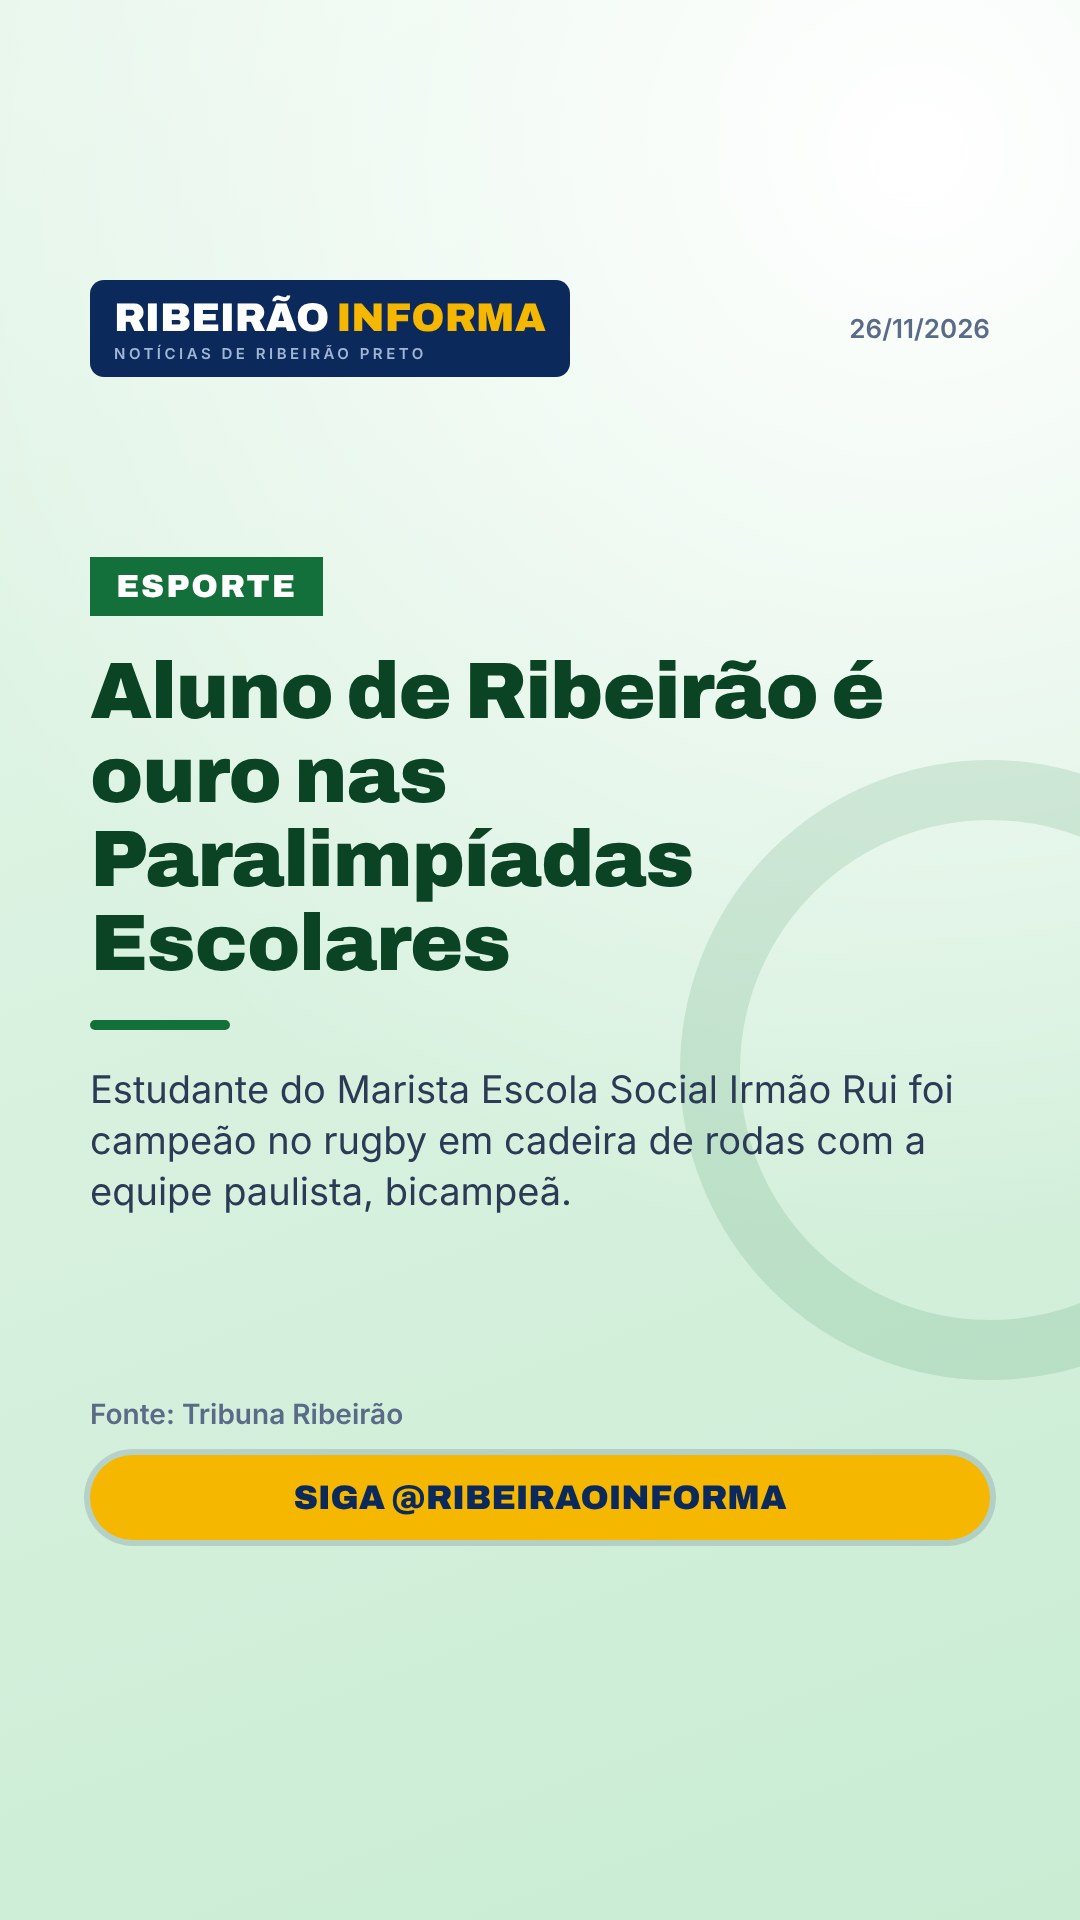 RIBEIRÃO INFORMA
NOTÍCIAS DE RIBEIRÃO PRETO
26/11/2026
ESPORTE
Aluno de Ribeirão é
ouro nas
Paralimpíadas
Escolares
Estudante do Marista Escola Social Irmão Rui foi
campeão no rugby em cadeira de rodas com a
equipe paulista, bicampeã.
Fonte: Tribuna Ribeirão
SIGA @RIBEIRAOINFORMA